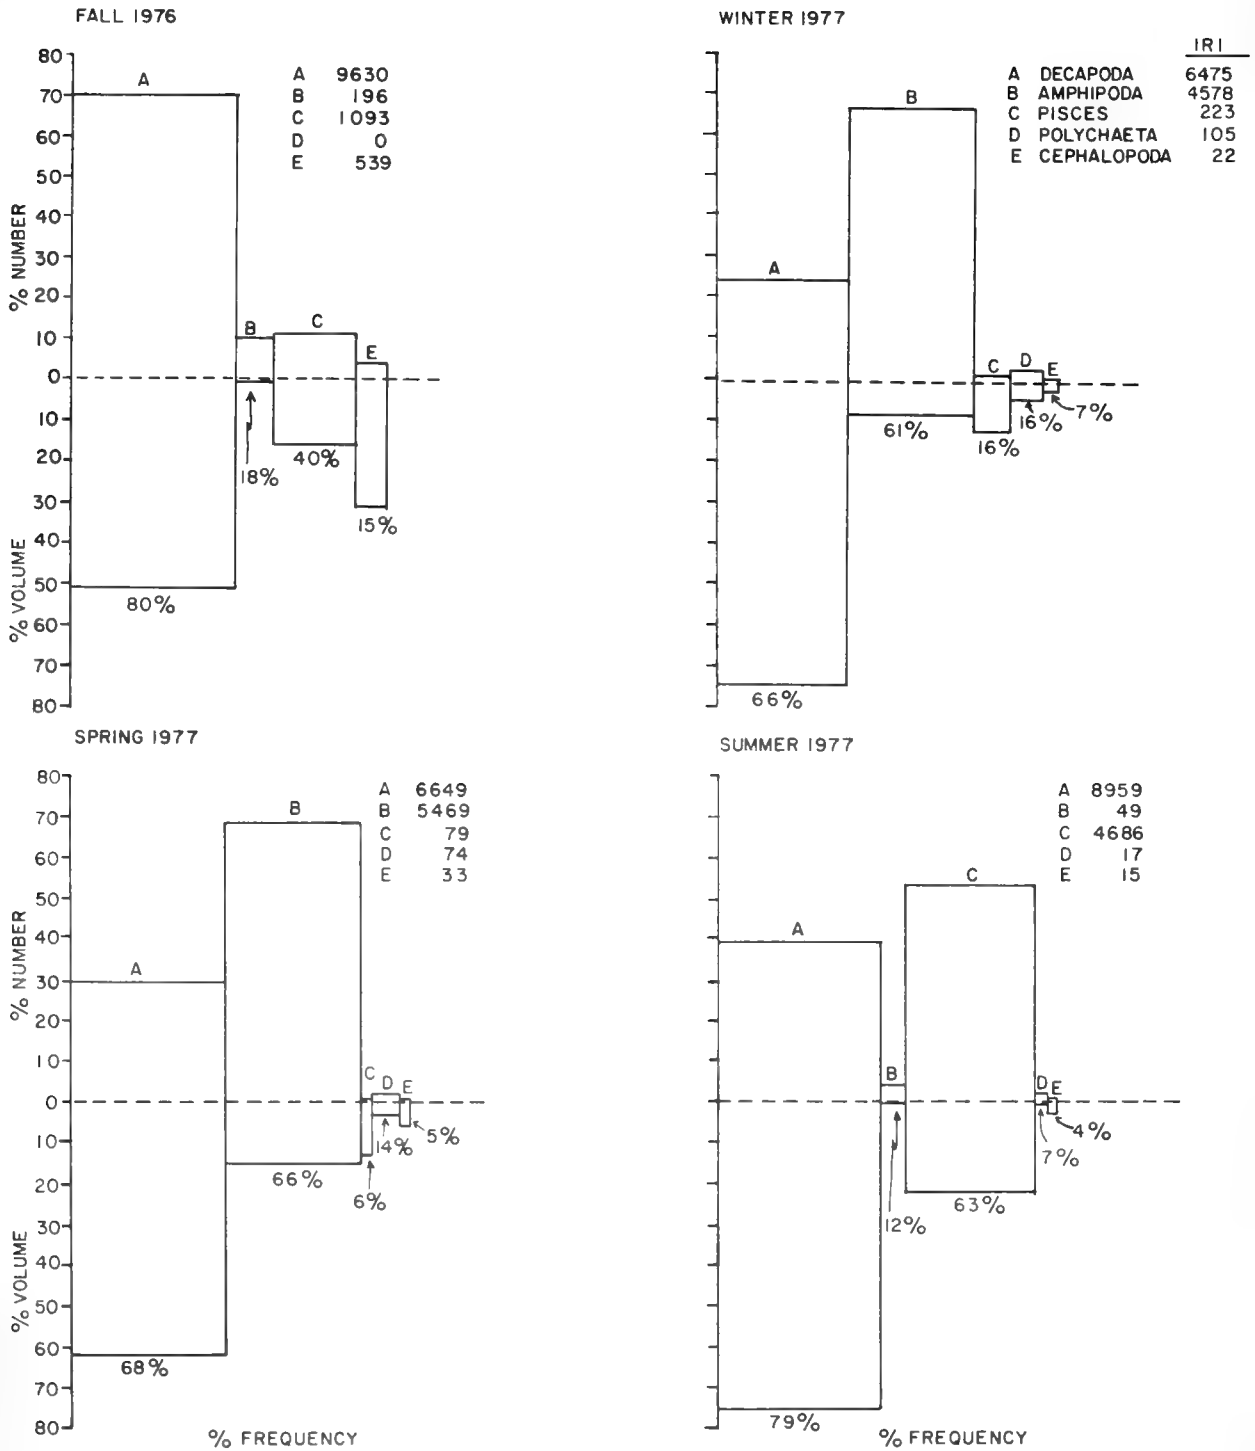 FALL 1976
80
70
60
50
40
30
20
10
0
10
20
30
40
50
60
70
80
% NUMBER
% VOLUME
A
B
C
E
18%
40%
15%
80%
A 9630
B 196
C 1093
D 0
E 539
WINTER 1977
IRI
A DECAPODA 6475
B AMPHIPODA 4578
C PISCES 223
D POLYCHAETA 105
E CEPHALOPODA 22
A
B
C
D
E
7%
16%
61%
16%
66%
SPRING 1977
80
70
60
50
40
30
20
10
0
10
20
30
40
50
60
70
80
% NUMBER
% VOLUME
A 6649
B 5469
C 79
D 74
E 33
A
B
C
D
E
5%
14%
66%
6%
68%
% FREQUENCY
SUMMER 1977
A 8959
B 49
C 4686
D 17
E 15
A
B
C
D
E
4%
7%
63%
12%
79%
% FREQUENCY